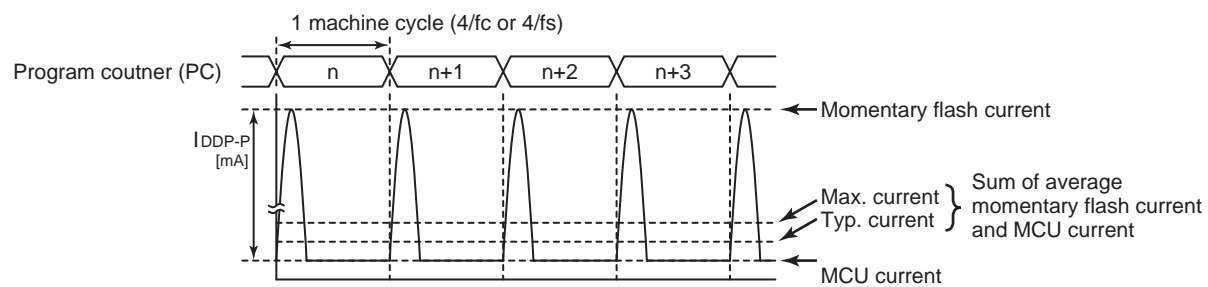 1 machine cycle (4/fc or 4/fs)
Program coutner (PC)
n
n+1
n+2
n+3
Momentary flash current
IDDP-P
[mA]
Max. current
Typ. current
Sum of average
momentary flash current
and MCU current
MCU current